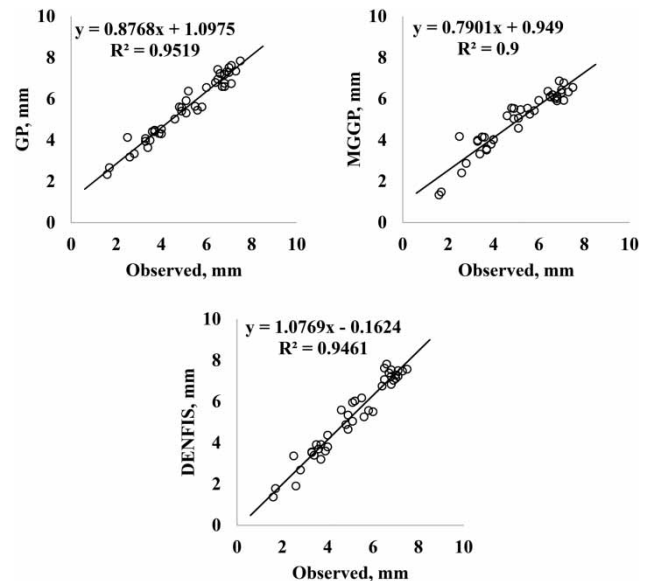 y = 0.8768x + 1.0975
R² = 0.9519
GP, mm
10
8
6
4
2
0
0 2 4 6 8 10
Observed, mm
y = 0.7901x + 0.949
R² = 0.9
MGGP, mm
10
8
6
4
2
0
0 2 4 6 8 10
Observed, mm
y = 1.0769x - 0.1624
R² = 0.9461
DENFIS, mm
10
8
6
4
2
0
0 2 4 6 8 10
Observed, mm